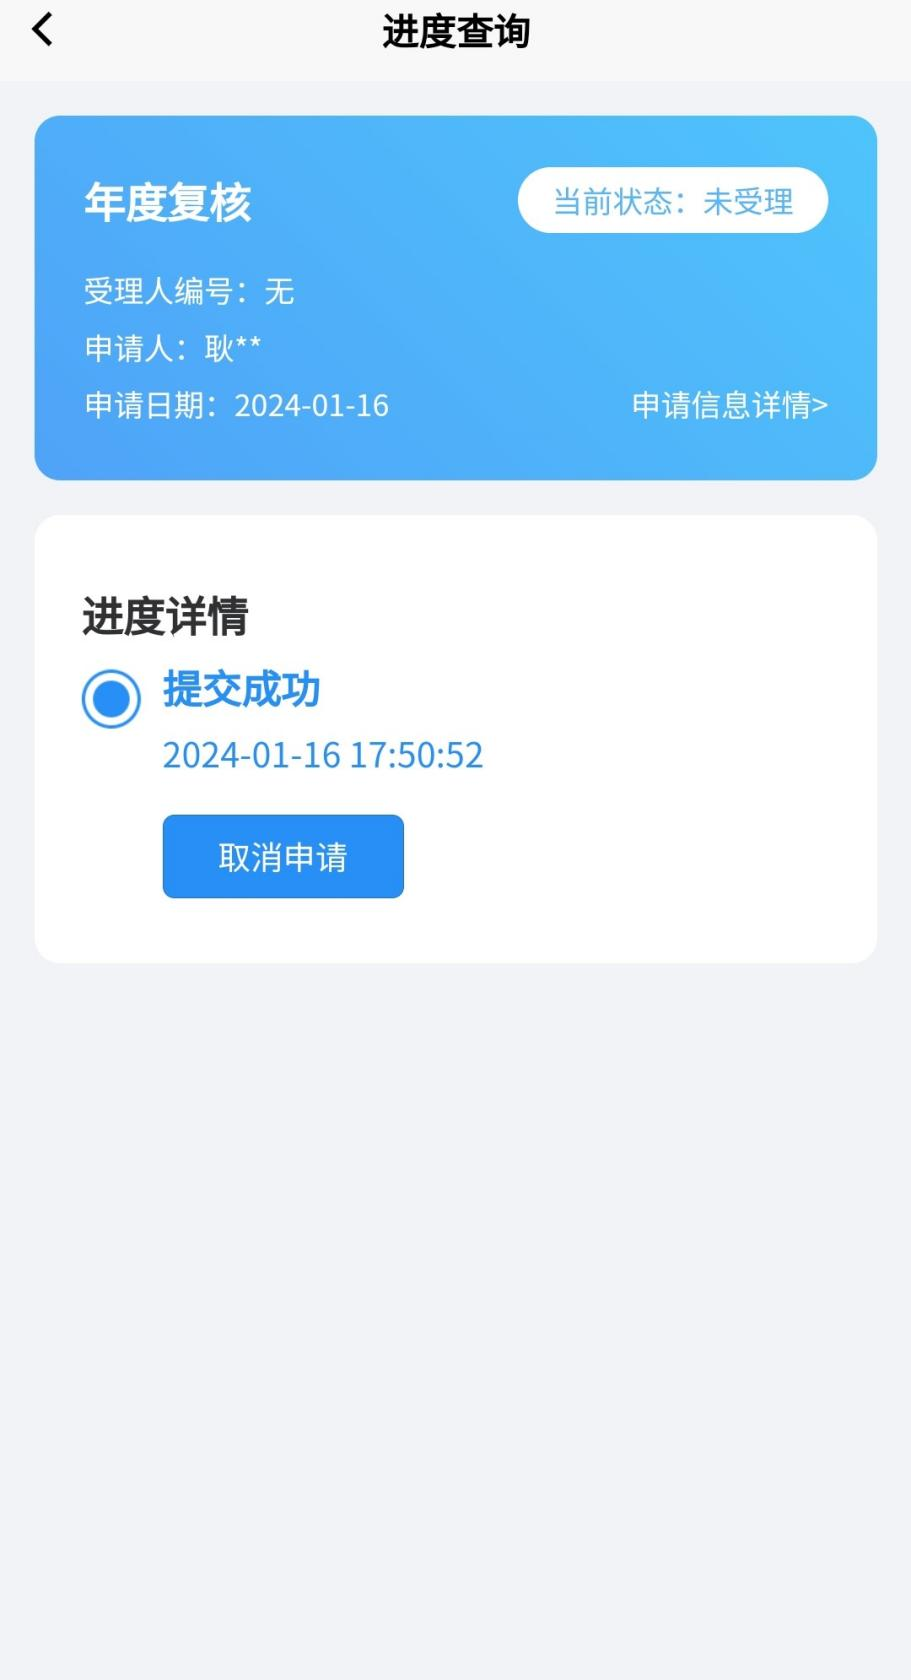 进度查询
年度复核
当前状态：未受理
受理人编号：无
申请人：耿**
申请日期：2024-01-16
申请信息详情>
进度详情
提交成功
2024-01-16 17:50:52
取消申请